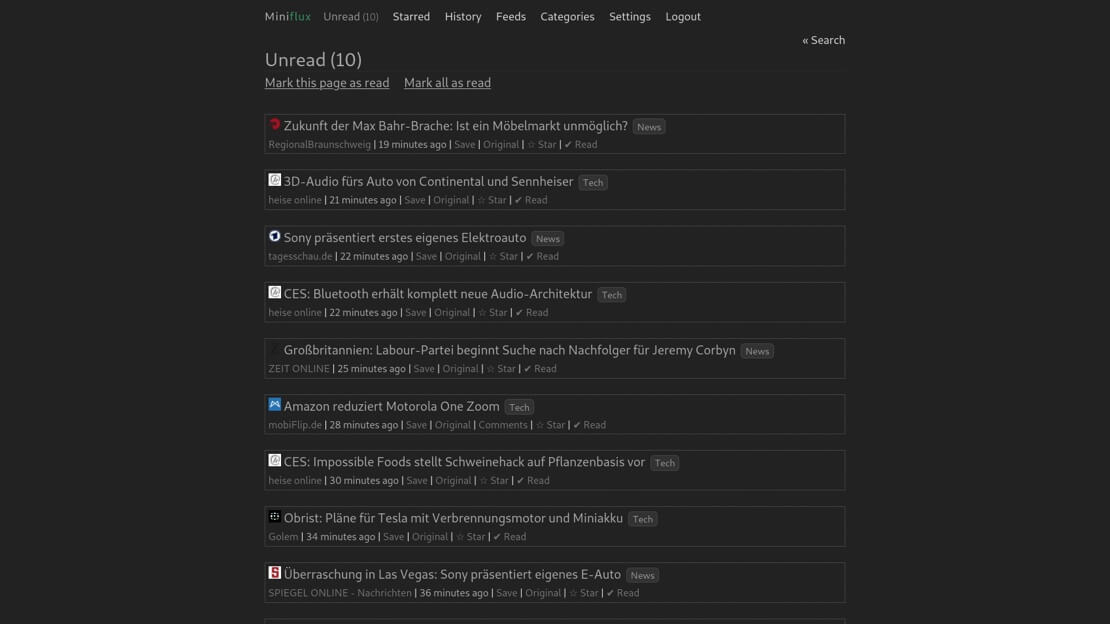 Miniflux Unread (10) Starred History Feeds Categories Settings Logout
« Search
Unread (10)
Mark this page as read Mark all as read
Zukunft der Max Bahr-Brache: Ist ein Möbelmarkt unmöglich? News
RegionalBraunschweig | 19 minutes ago | Save | Original | ☆ Star | ✔ Read
3D-Audio fürs Auto von Continental und Sennheiser Tech
heise online | 21 minutes ago | Save | Original | ☆ Star | ✔ Read
Sony präsentiert erstes eigenes Elektroauto News
tagesschau.de | 22 minutes ago | Save | Original | ☆ Star | ✔ Read
CES: Bluetooth erhält komplett neue Audio-Architektur Tech
heise online | 22 minutes ago | Save | Original | ☆ Star | ✔ Read
Großbritannien: Labour-Partei beginnt Suche nach Nachfolger für Jeremy Corbyn News
ZEIT ONLINE | 25 minutes ago | Save | Original | ☆ Star | ✔ Read
Amazon reduziert Motorola One Zoom Tech
mobiFlip.de | 28 minutes ago | Save | Original | Comments | ☆ Star | ✔ Read
CES: Impossible Foods stellt Schweinehack auf Pflanzenbasis vor Tech
heise online | 30 minutes ago | Save | Original | ☆ Star | ✔ Read
Obrist: Pläne für Tesla mit Verbrennungsmotor und Miniakku Tech
Golem | 34 minutes ago | Save | Original | ☆ Star | ✔ Read
Überraschung in Las Vegas: Sony präsentiert eigenes E-Auto News
SPIEGEL ONLINE - Nachrichten | 36 minutes ago | Save | Original | ☆ Star | ✔ Read